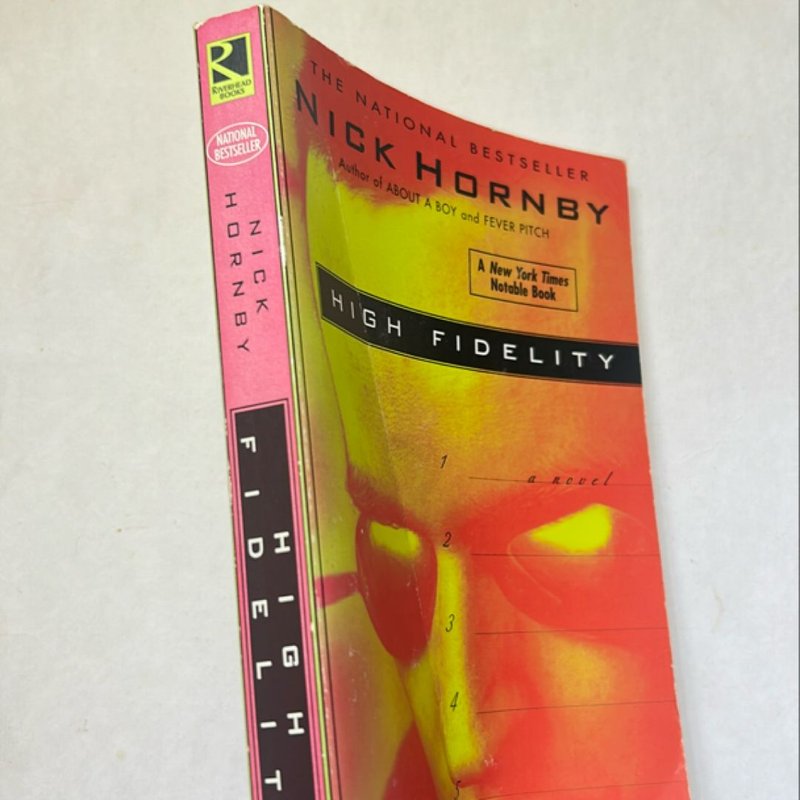 RIVERHEAD
BOOKS
NATIONAL
BESTSELLER
NICK
HORNBY
HIGH
FIDELIT
THE NATIONAL BESTSELLER
NICK HORNBY
Author of ABOUT A BOY and FEVER PITCH
A New York Times
Notable Book
HIGH FIDELITY
1
a novel
2
3
4
5